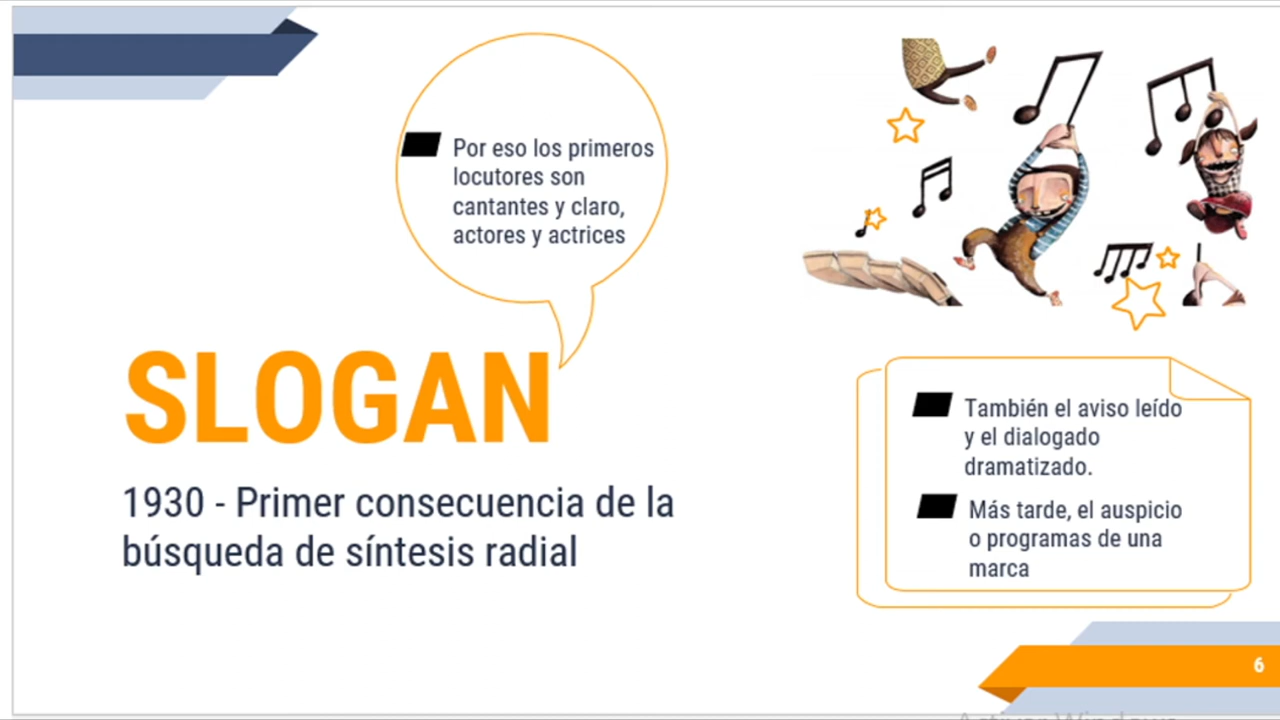 Por eso los primeros
locutores son
cantantes y claro,
actores y actrices
SLOGAN
1930 - Primer consecuencia de la
búsqueda de síntesis radial
También el aviso leído
y el dialogado
dramatizado.
Más tarde, el auspicio
o programas de una
marca
6